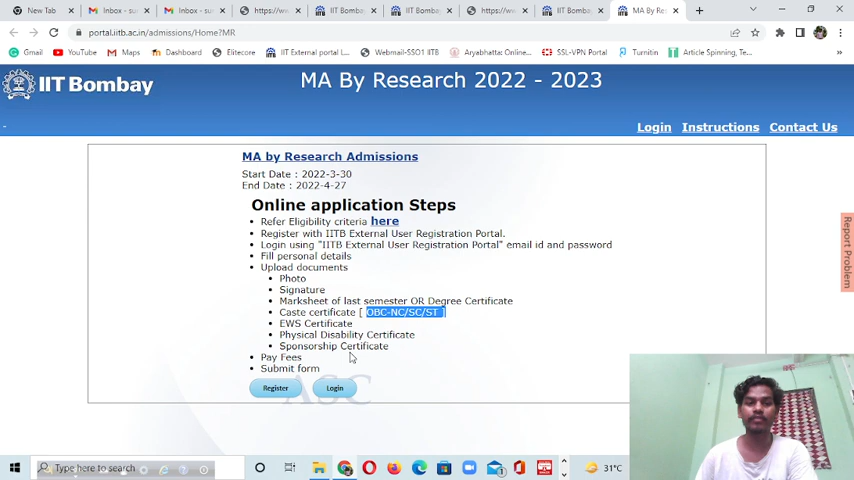 New Tab
Inbox - su
Inbox - su
https://www
IIT Bomba
IIT Bomba
https://www
IIT Bomba
MA By Res
portal.iitb.ac.in/admissions/Home?MR
Gmail
YouTube
Maps
Dashboard
Elitecore
IIT External portal L...
Webmail-SSO1 IITB
Aryabhatta: Online...
SSL-VPN Portal
Turnitin
Article Spinning, Te...
IIT Bombay
MA By Research 2022 - 2023
Login Instructions Contact Us
MA by Research Admissions
Start Date : 2022-3-30
End Date : 2022-4-27
Online application Steps
Refer Eligibility criteria here
Register with IITB External User Registration Portal.
Login using "IITB External User Registration Portal" email id and password
Fill personal details
Upload documents
Photo
Signature
Marksheet of last semester OR Degree Certificate
Caste certificate [ OBC-NC/SC/ST ]
EWS Certificate
Physical Disability Certificate
Sponsorship Certificate
Pay Fees
Submit form
Register
Login
ASC
Report Problem
Type here to search
31°C